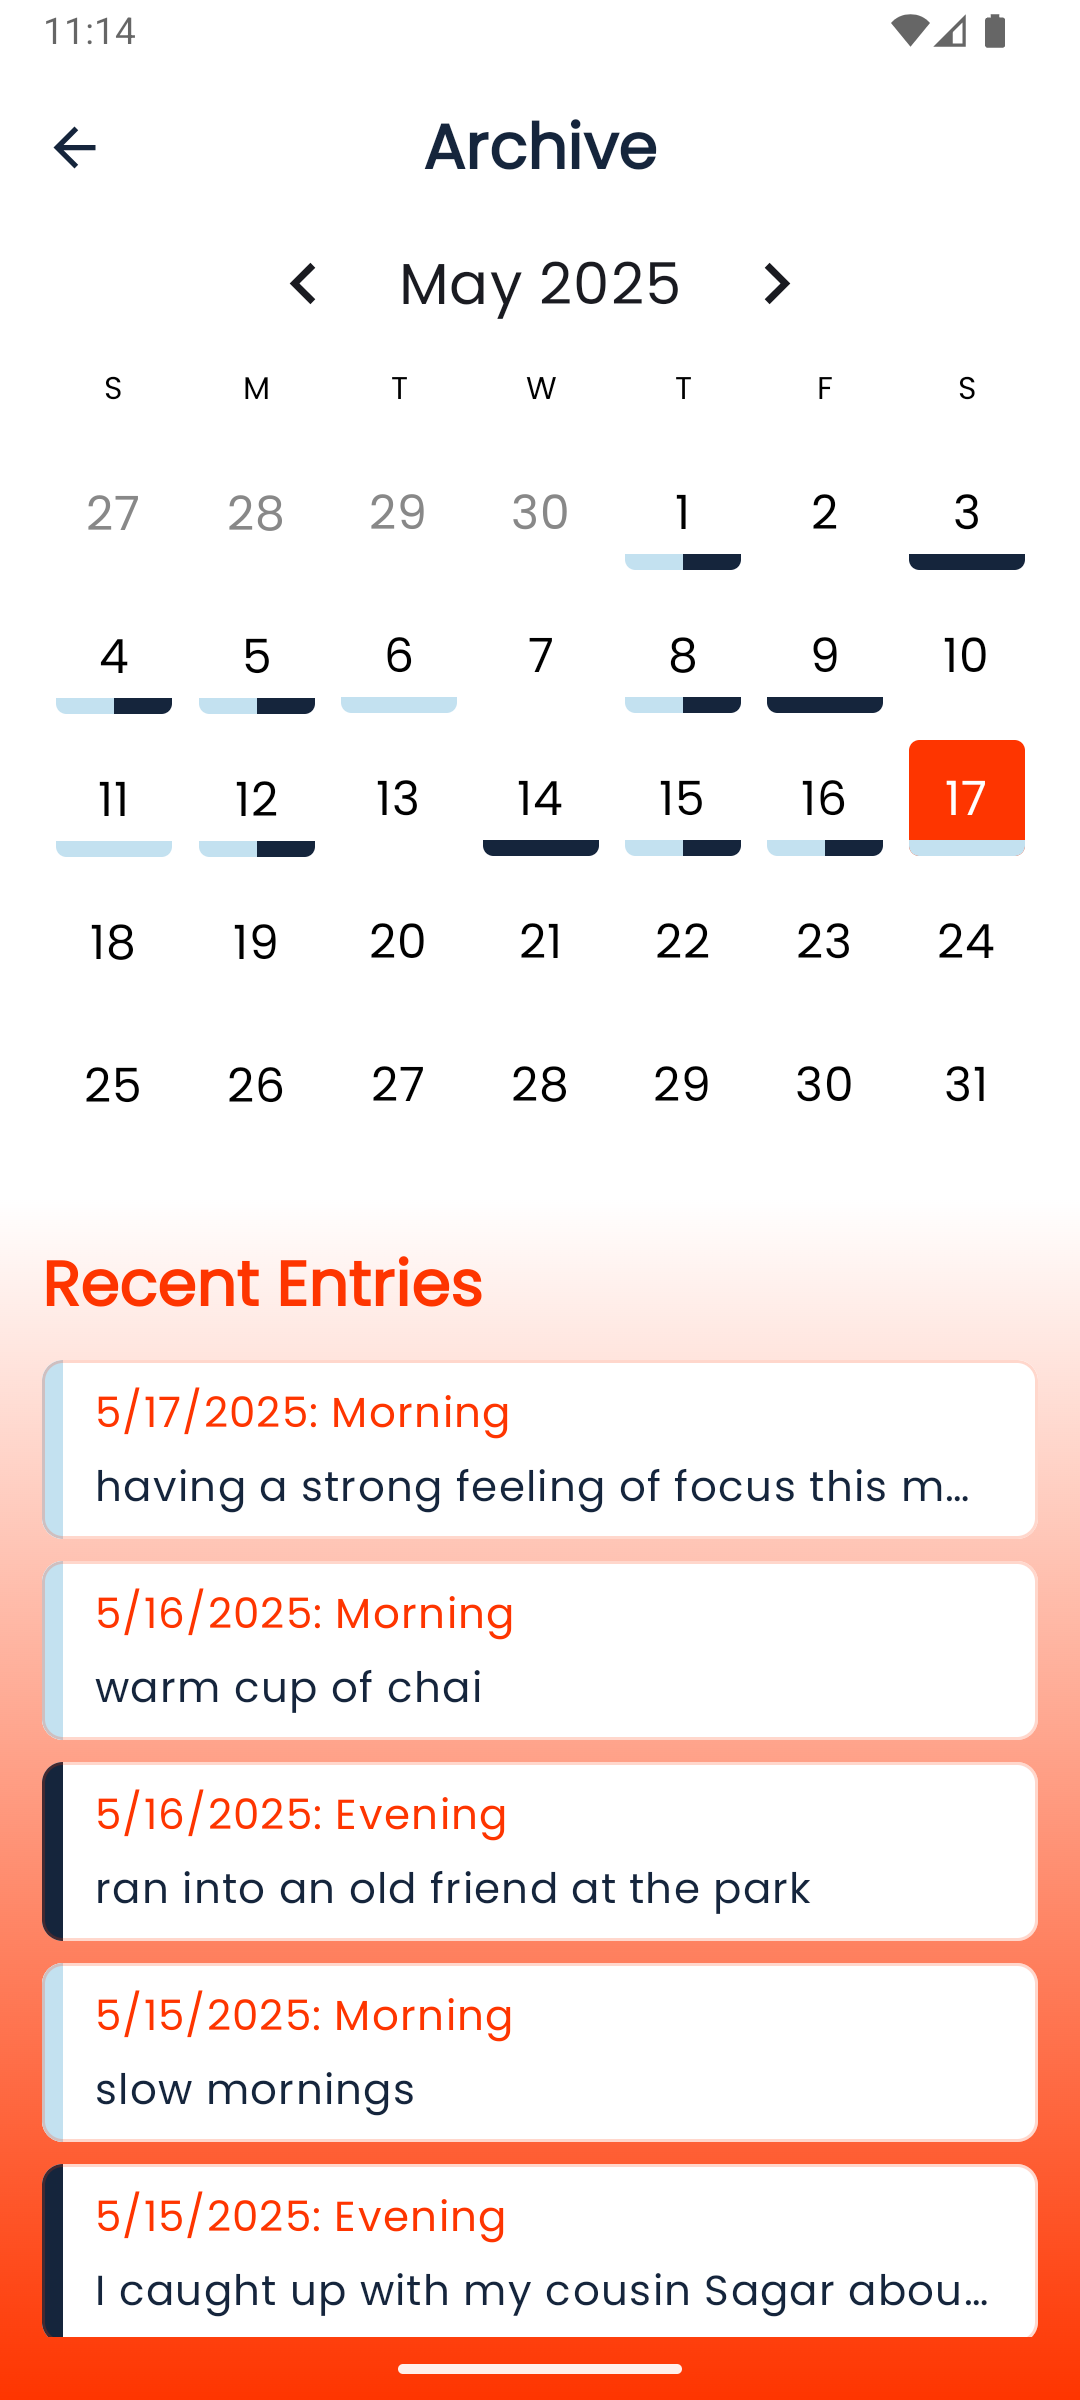 11:14
Archive
May 2025
S M T W T F S
27 28 29 30 1 2 3
4 5 6 7 8 9 10
11 12 13 14 15 16 17
18 19 20 21 22 23 24
25 26 27 28 29 30 31
Recent Entries
5/17/2025: Morning
having a strong feeling of focus this m...
5/16/2025: Morning
warm cup of chai
5/16/2025: Evening
ran into an old friend at the park
5/15/2025: Morning
slow mornings
5/15/2025: Evening
I caught up with my cousin Sagar abou...